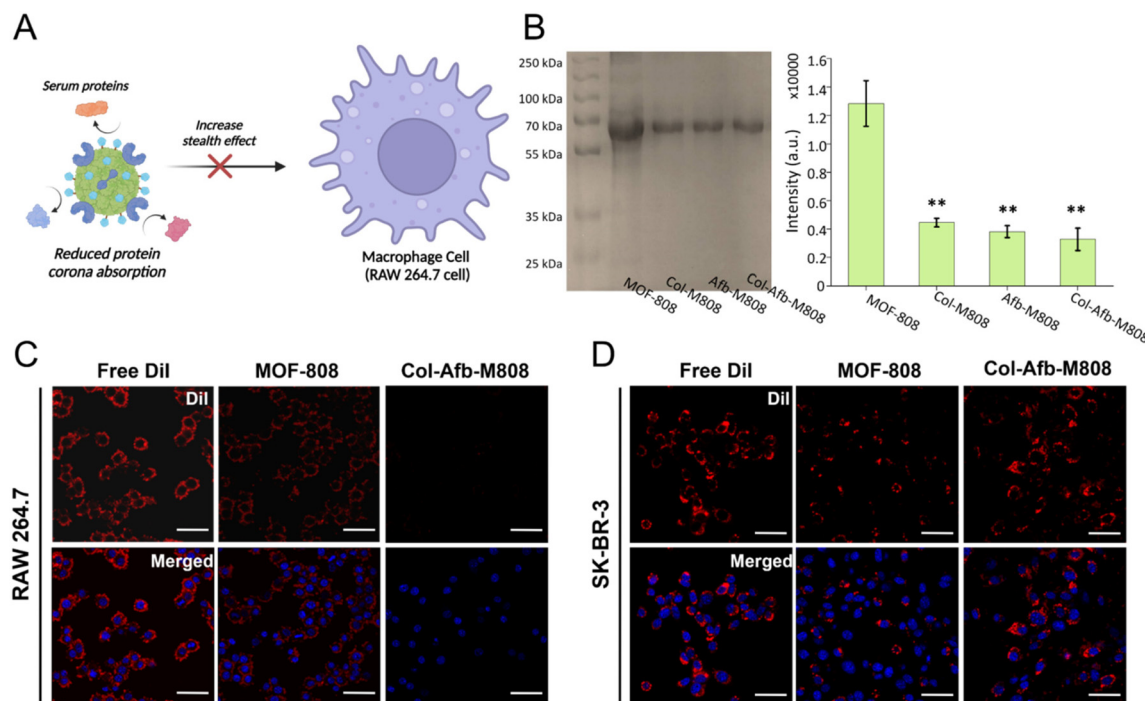 A
Serum proteins
Increase
stealth effect
Reduced protein
corona absorption
Macrophage Cell
(RAW 264.7 cell)
B
250 kDa
100 kDa
70 kDa
55 kDa
35 kDa
25 kDa
MOF-808
Col-M808
Afb-M808
Col-Afb-M808
x10000
Intensity (a.u.)
1.6
1.4
1.2
1
0.8
0.6
0.4
0.2
0
**
**
**
MOF-808
Col-M808
Afb-M808
Col-Afb-M808
C
Free DiI
MOF-808
Col-Afb-M808
RAW 264.7
DiI
Merged
D
Free DiI
MOF-808
Col-Afb-M808
SK-BR-3
DiI
Merged